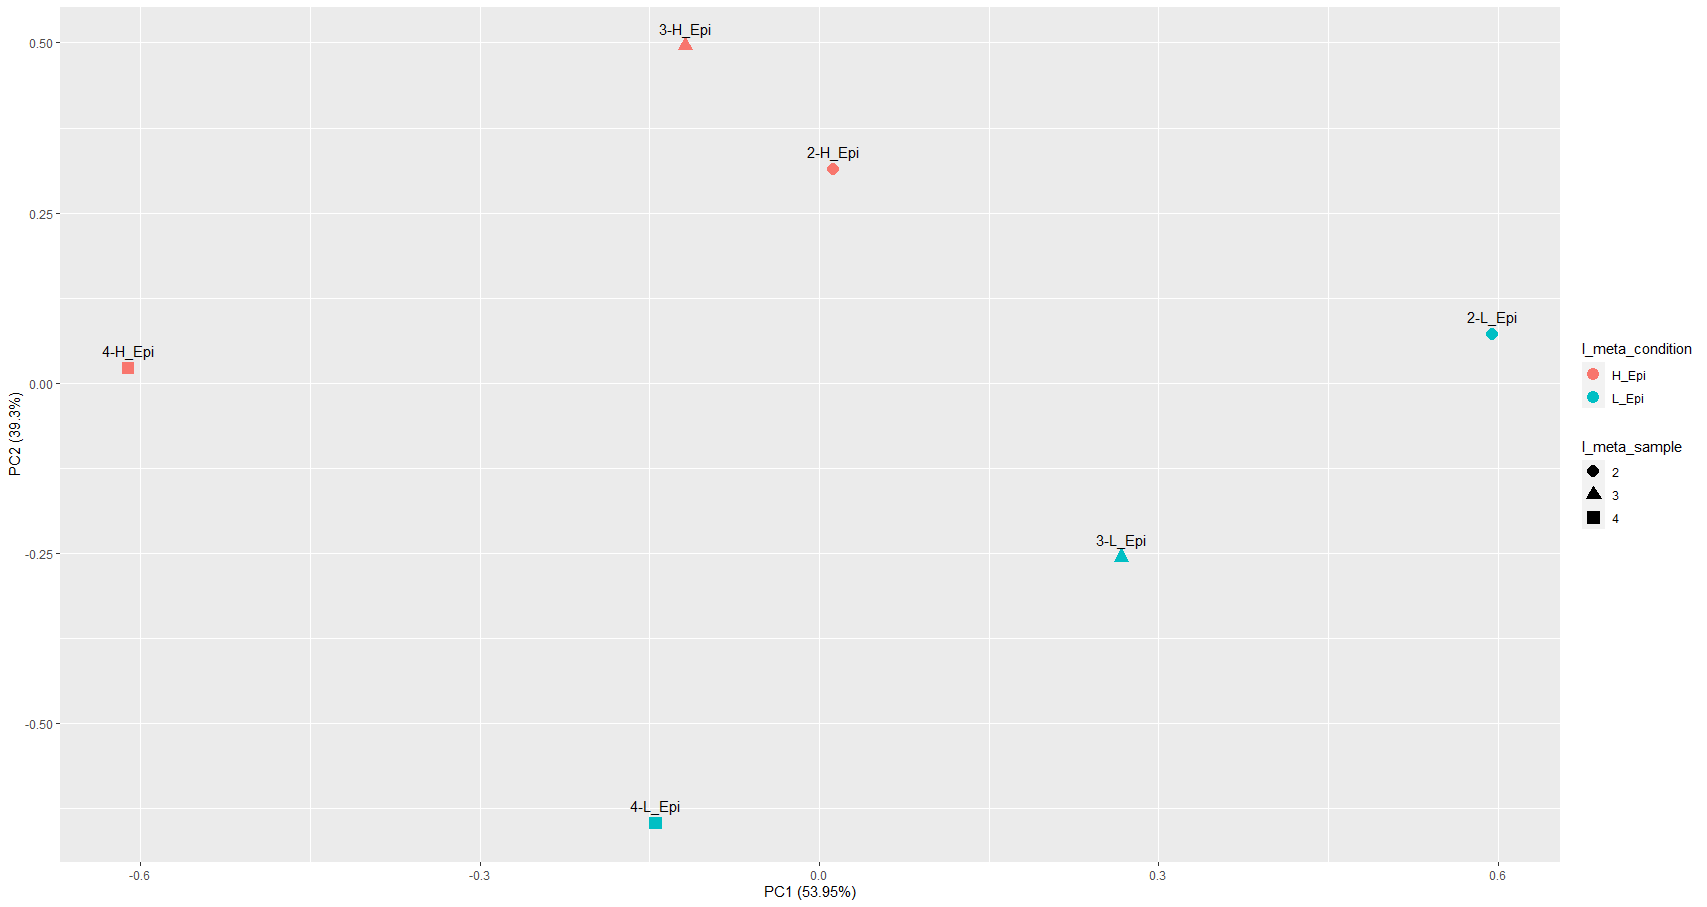 3-H_Epi
2-H_Epi
2-L_Epi
4-H_Epi
3-L_Epi
4-L_Epi
0.50
0.25
0.00
-0.25
-0.50
PC2 (39.3%)
-0.6
-0.3
0.0
0.3
0.6
PC1 (53.95%)
l_meta_condition
H_Epi
L_Epi
l_meta_sample
2
3
4